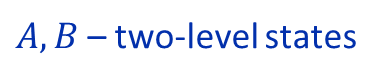 A, B – two-level states